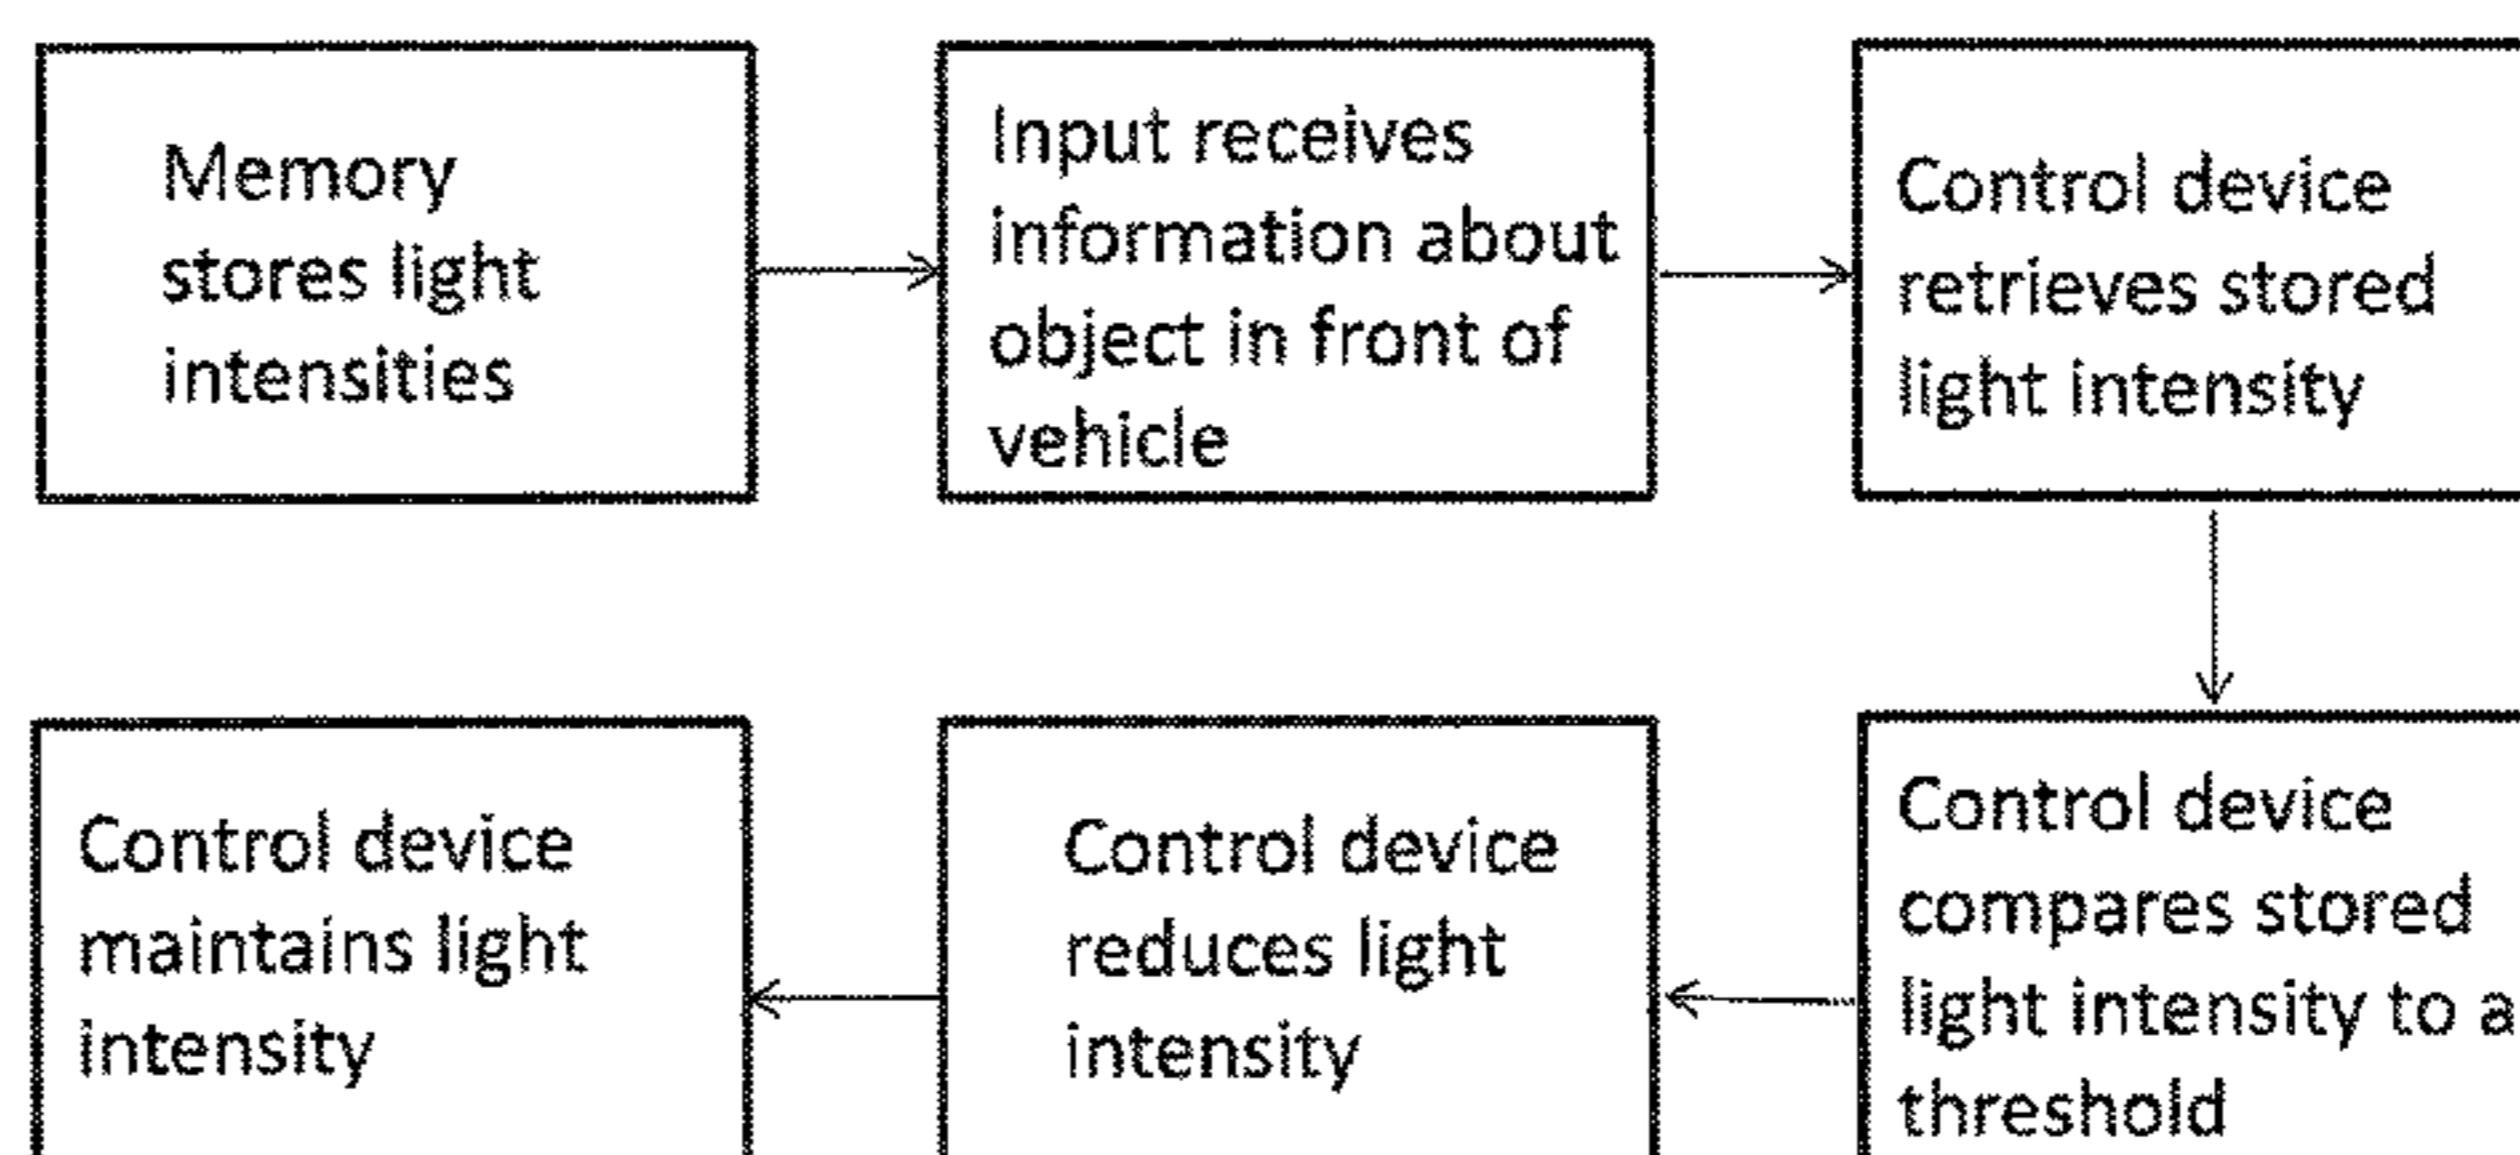 Memory
stores light
intensities
Input receives
information about
object in front of
vehicle
Control device
retrieves stored
light intensity
Control device
compares stored
light intensity to a
threshold
Control device
reduces light
intensity
Control device
maintains light
intensity